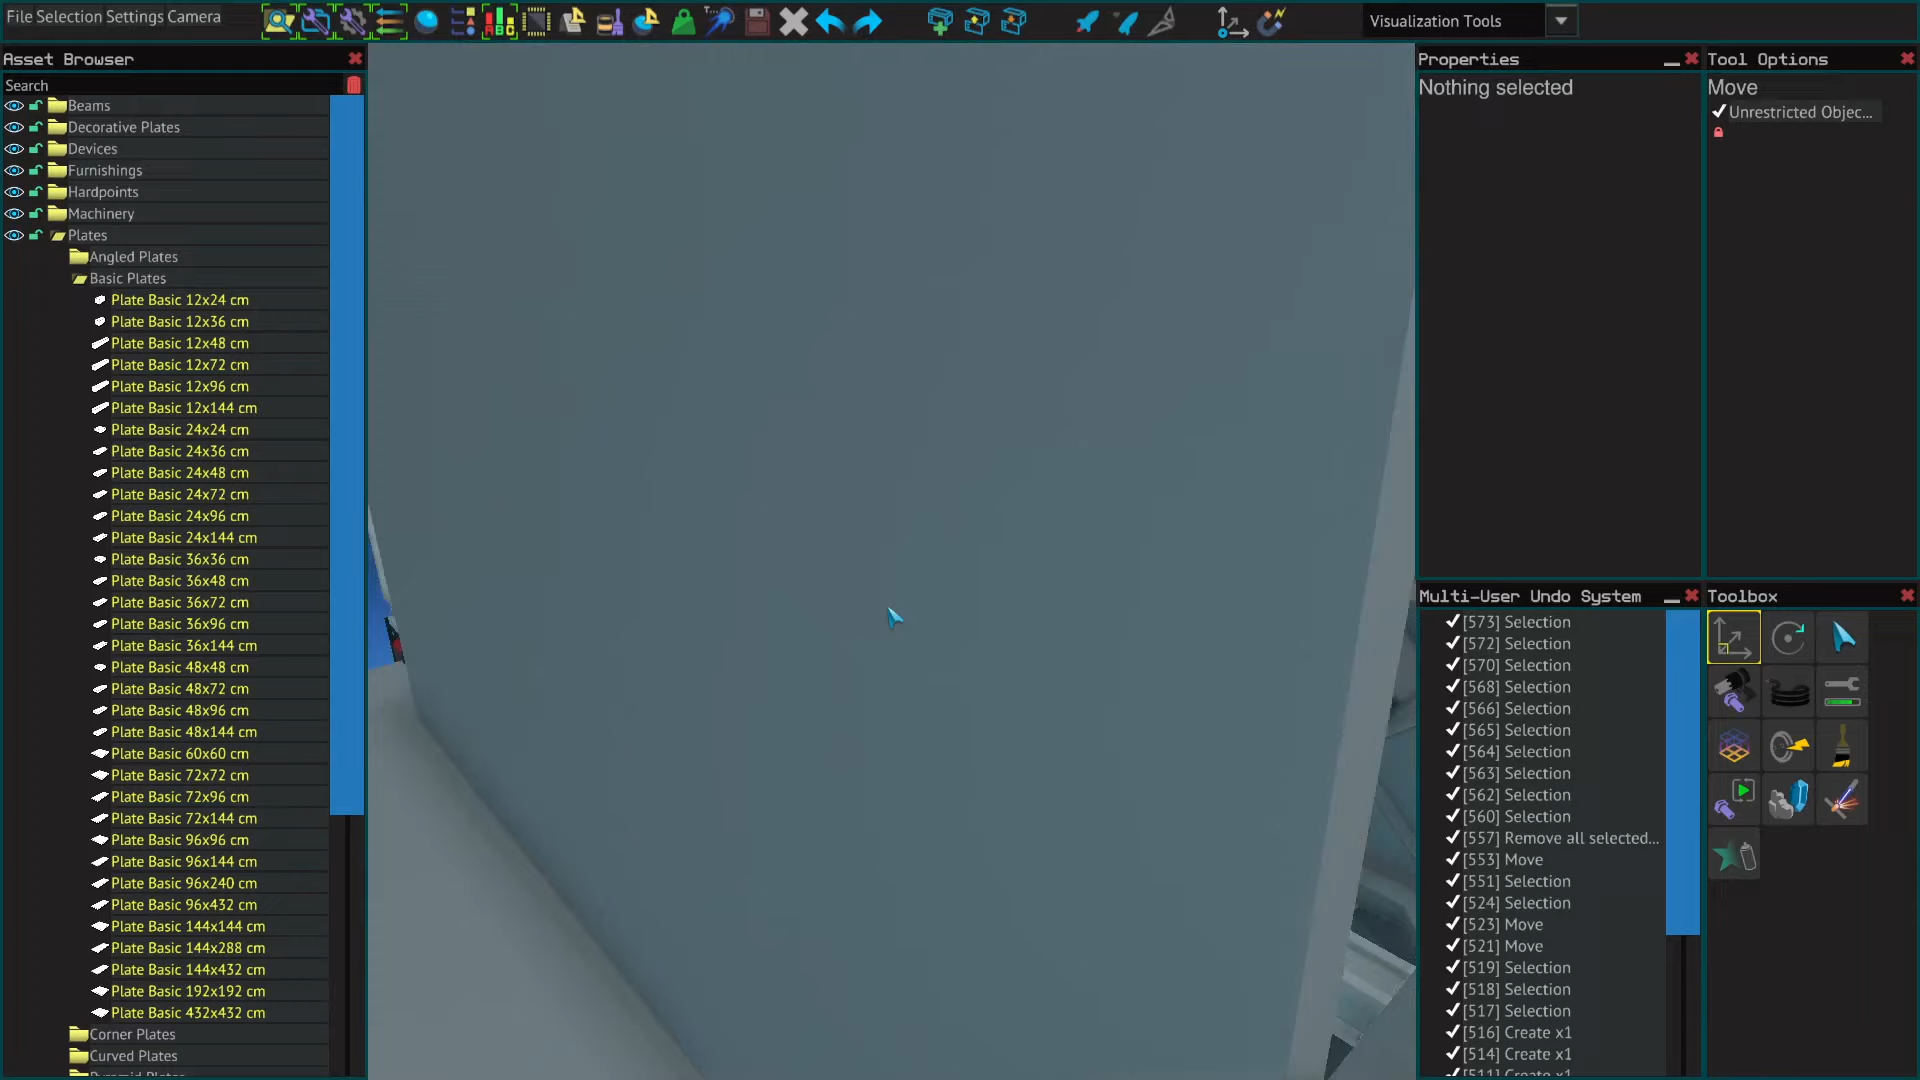 File Selection Settings Camera
Visualization Tools
Asset Browser
Search
Beams
Decorative Plates
Devices
Furnishings
Hardpoints
Machinery
Plates
Angled Plates
Basic Plates
Plate Basic 12x24 cm
Plate Basic 12x36 cm
Plate Basic 12x48 cm
Plate Basic 12x72 cm
Plate Basic 12x96 cm
Plate Basic 12x144 cm
Plate Basic 24x24 cm
Plate Basic 24x36 cm
Plate Basic 24x48 cm
Plate Basic 24x72 cm
Plate Basic 24x96 cm
Plate Basic 24x144 cm
Plate Basic 36x36 cm
Plate Basic 36x48 cm
Plate Basic 36x72 cm
Plate Basic 36x96 cm
Plate Basic 36x144 cm
Plate Basic 48x48 cm
Plate Basic 48x72 cm
Plate Basic 48x96 cm
Plate Basic 48x144 cm
Plate Basic 60x60 cm
Plate Basic 72x72 cm
Plate Basic 72x96 cm
Plate Basic 72x144 cm
Plate Basic 96x96 cm
Plate Basic 96x144 cm
Plate Basic 96x240 cm
Plate Basic 96x432 cm
Plate Basic 144x144 cm
Plate Basic 144x288 cm
Plate Basic 144x432 cm
Plate Basic 192x192 cm
Plate Basic 432x432 cm
Corner Plates
Curved Plates
Properties
Nothing selected
Tool Options
Move
Unrestricted Objec...
Multi-User Undo System
[573] Selection
[572] Selection
[570] Selection
[568] Selection
[566] Selection
[565] Selection
[564] Selection
[563] Selection
[562] Selection
[560] Selection
[557] Remove all selected...
[553] Move
[551] Selection
[524] Selection
[523] Move
[521] Move
[519] Selection
[518] Selection
[517] Selection
[516] Create x1
[514] Create x1
Toolbox